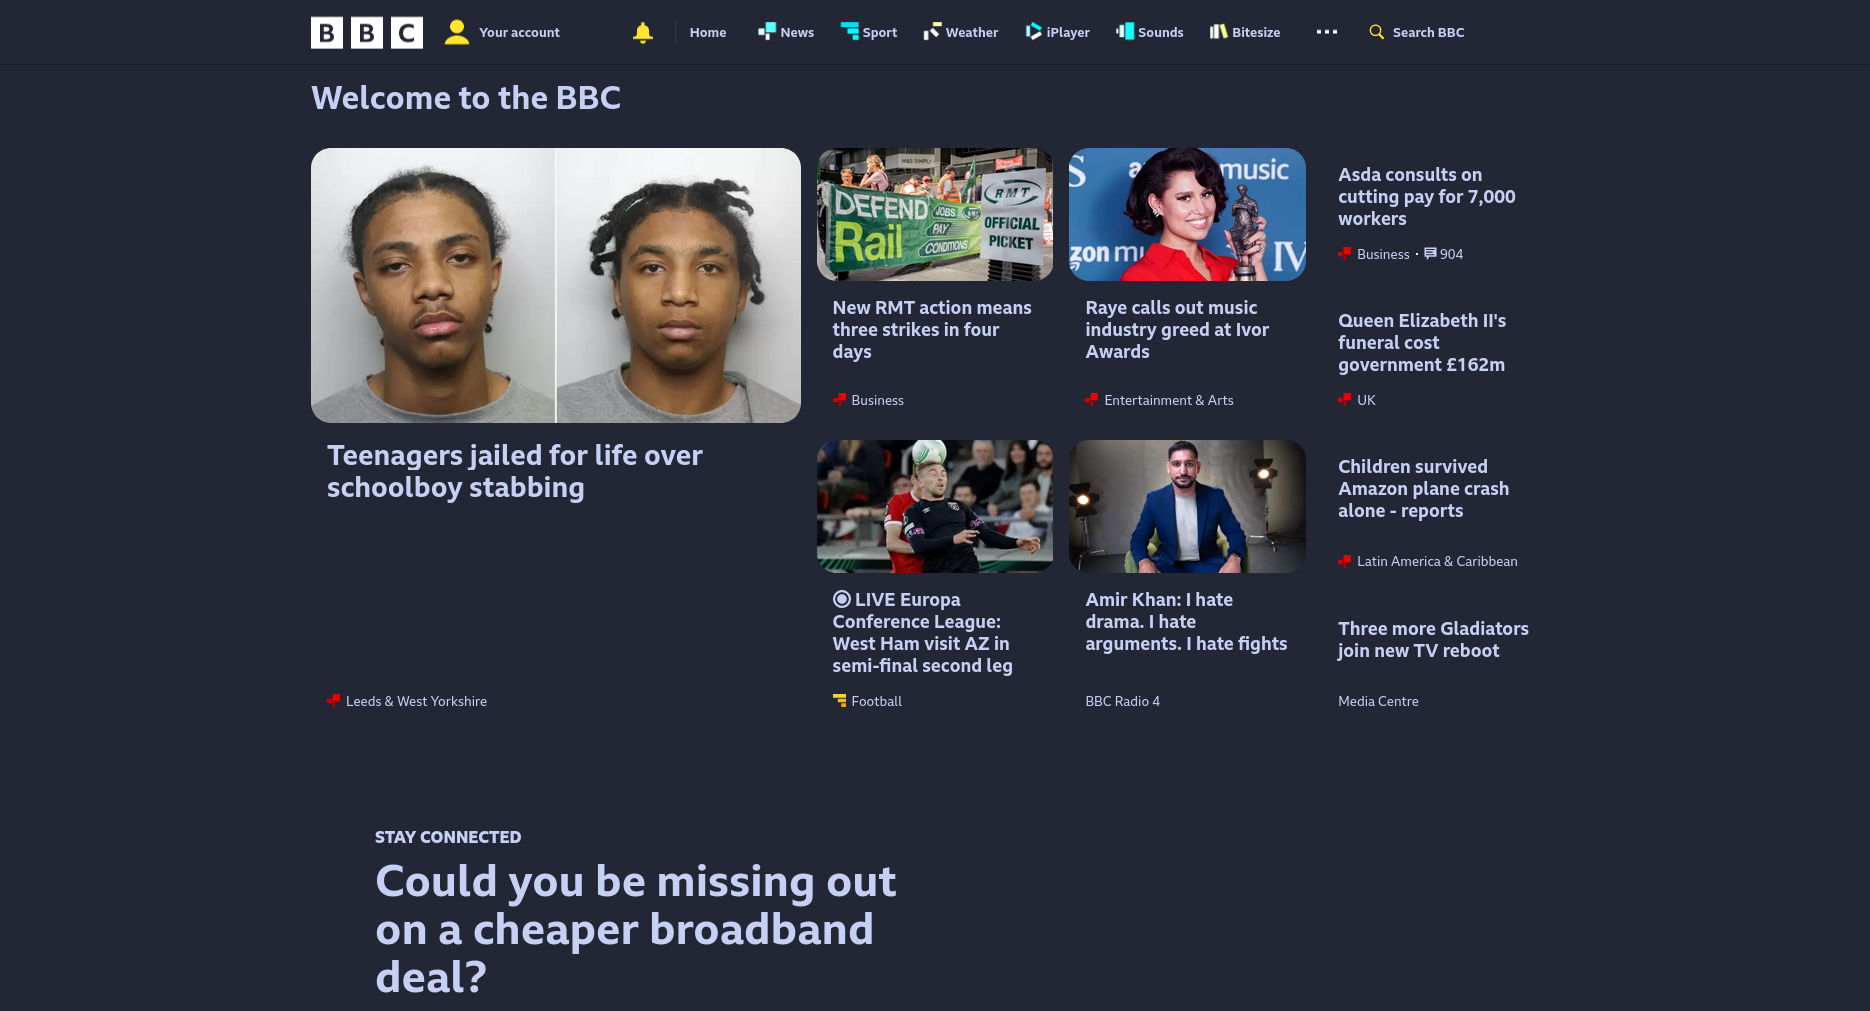 BBC
Your account
Home
News
Sport
Weather
iPlayer
Sounds
Bitesize
Search BBC
Welcome to the BBC
Teenagers jailed for life over
schoolboy stabbing
Leeds & West Yorkshire
M&S SIMPLY
DEFEND
Rail
JOBS
PAY
CONDITIONS
RMT
OFFICIAL
PICKET
New RMT action means
three strikes in four
days
Business
music
zon mu
IV
Raye calls out music
industry greed at Ivor
Awards
Entertainment & Arts
Asda consults on
cutting pay for 7,000
workers
Business · 904
Queen Elizabeth II's
funeral cost
government £162m
UK
LIVE Europa
Conference League:
West Ham visit AZ in
semi-final second leg
Football
Amir Khan: I hate
drama. I hate
arguments. I hate fights
BBC Radio 4
Children survived
Amazon plane crash
alone - reports
Latin America & Caribbean
Three more Gladiators
join new TV reboot
Media Centre
STAY CONNECTED
Could you be missing out
on a cheaper broadband
deal?